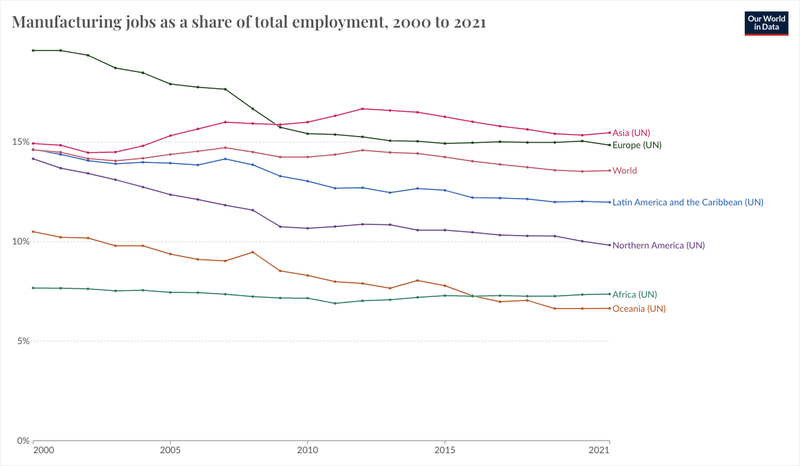 Manufacturing jobs as a share of total employment, 2000 to 2021
Our World
in Data
15%
10%
5%
0%
Asia (UN)
Europe (UN)
World
Latin America and the Caribbean (UN)
Northern America (UN)
Africa (UN)
Oceania (UN)
2000 2005 2010 2015 2021